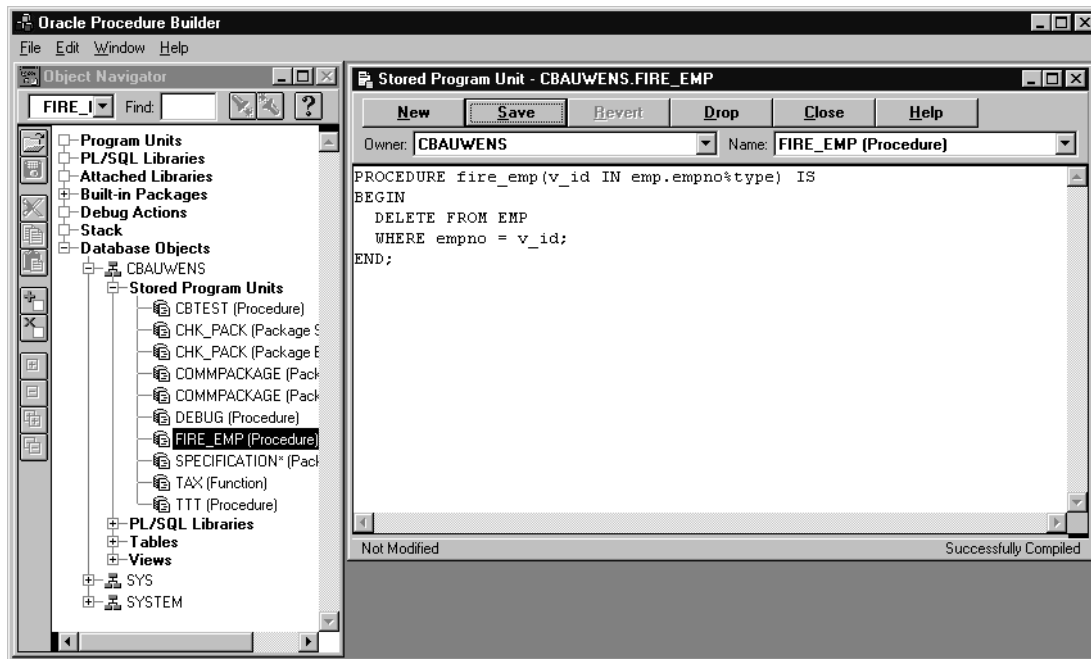 Oracle Procedure Builder
File Edit Window Help
Object Navigator
FIRE_ Find:
Program Units
PL/SQL Libraries
Attached Libraries
Built-in Packages
Debug Actions
Stack
Database Objects
CBAUWENS
Stored Program Units
CBTEST (Procedure)
CHK_PACK (Package S
CHK_PACK (Package E
COMMPACKAGE (Pack
COMMPACKAGE (Pack
DEBUG (Procedure)
FIRE_EMP (Procedure)
SPECIFICATION* (Pack
TAX (Function)
TTT (Procedure)
PL/SQL Libraries
Tables
Views
SYS
SYSTEM
Stored Program Unit - CBAUWENS.FIRE_EMP
New Save Revert Drop Close Help
Owner: CBAUWENS Name: FIRE_EMP (Procedure)
PROCEDURE fire_emp(v_id IN emp.empno%type) IS
BEGIN
DELETE FROM EMP
WHERE empno = v_id;
END;
Not Modified Successfully Compiled